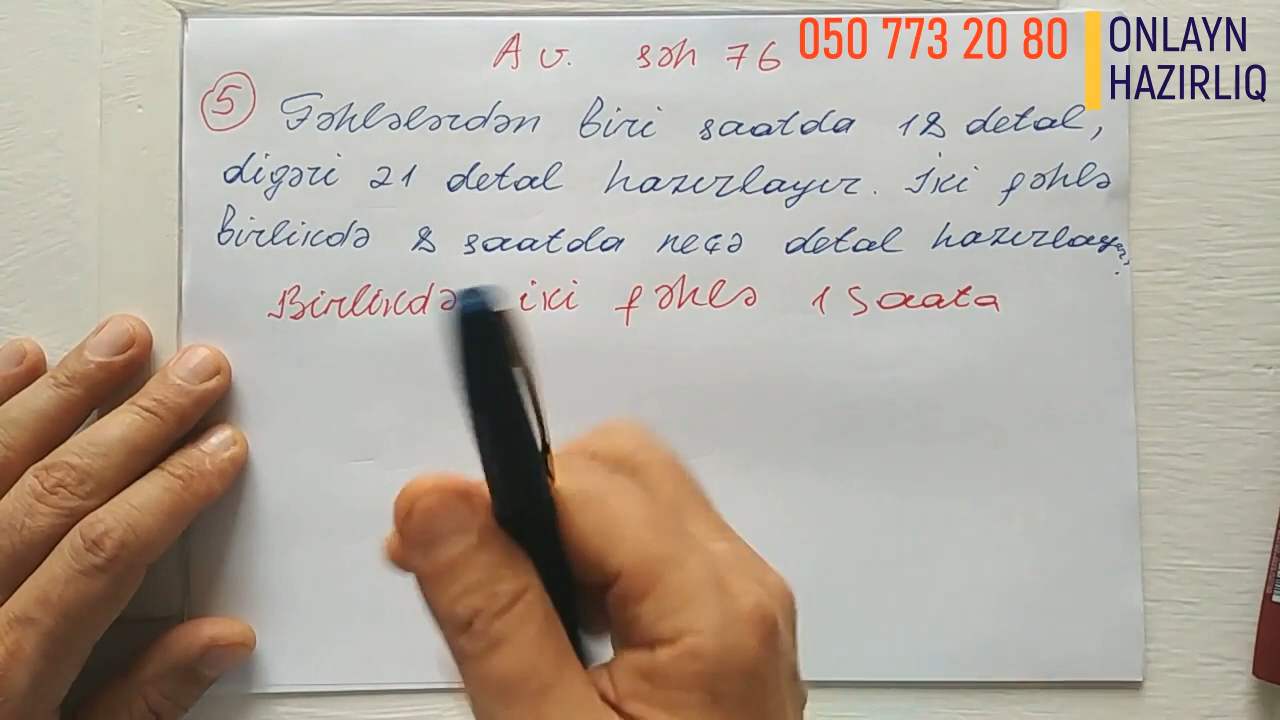 A v. səh 76
050 773 20 80
ONLAYN
HAZIRLIQ
5 Fəhlələrdən biri saatda 18 detal,
digəri 21 detal hazırlayır. İki fəhlə
birlikdə 8 saatda neçə detal hazırlayır?
Birlikdə iki fəhlə 1 saata